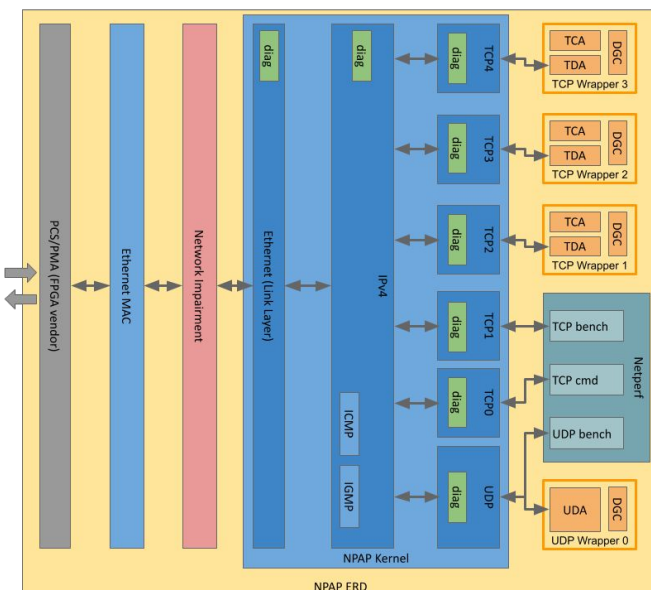 PCS/PMA (FPGA vendor)
Ethernet MAC
Network Impairment
diag
Ethernet (Link Layer)
diag
IPv4
ICMP
IGMP
TCP4
diag
TCP3
diag
TCP2
diag
TCP1
diag
TCP0
diag
UDP
diag
NPAP Kernel
TCA
TDA
DGC
TCP Wrapper 3
TCA
TDA
DGC
TCP Wrapper 2
TCA
TDA
DGC
TCP Wrapper 1
TCP bench
TCP cmd
UDP bench
Netperf
UDA
DGC
UDP Wrapper 0
NPAP ERD